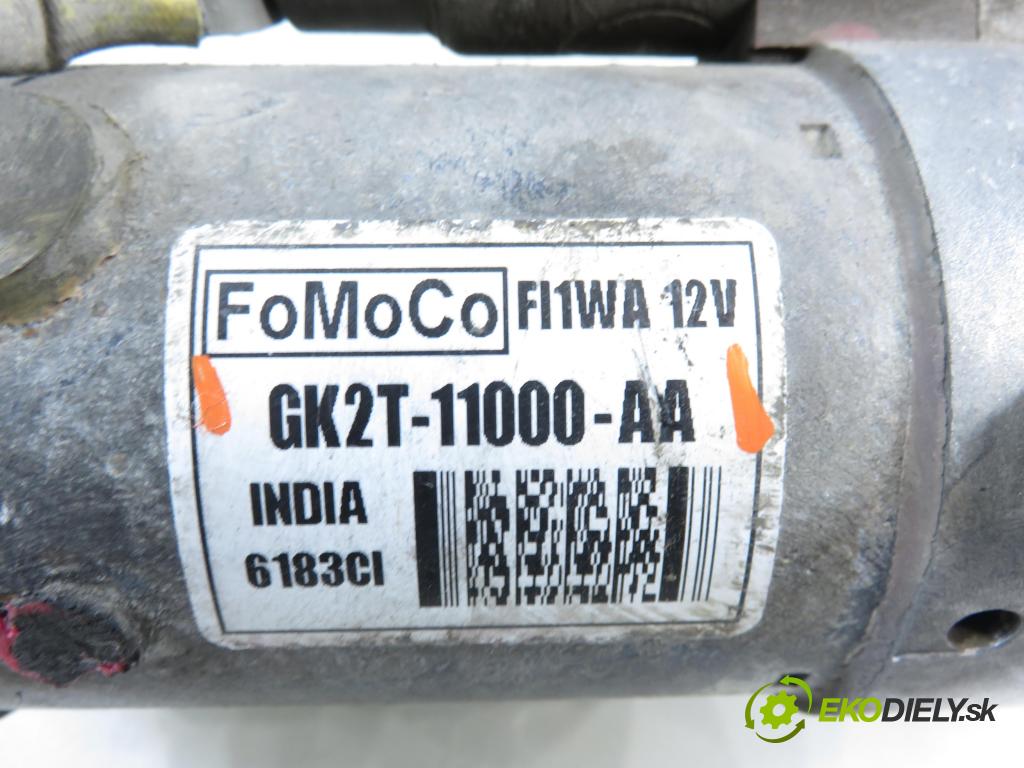 FoMoCo FI1WA 12V
GK2T-11000-AA
INDIA
6183CI
EKODIELY.sk